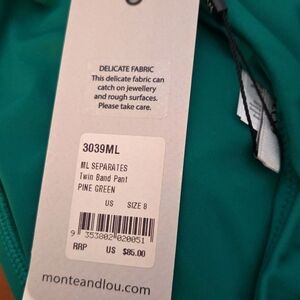 DELICATE FABRIC
This delicate fabric can
catch on jewellery
and rough surfaces.
Please take care.
3039ML
ML SEPARATES
Twin Band Pant
PINE GREEN
US SIZE 8
9 353802 020051
RRP US $85.00
monteandlou.com